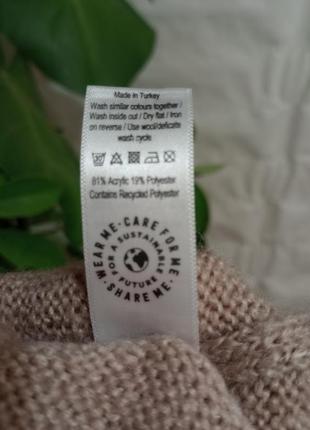 Made in Turkey
Wash similar colours together /
Wash inside out / Dry flat / Iron
on reverse / Use wool/delicate
wash cycle
81% Acrylic 19% Polyester
Contains Recycled Polyester
WEAR ME · CARE FOR ME · SHARE ME ·
FOR A SUSTAINABLE FUTURE